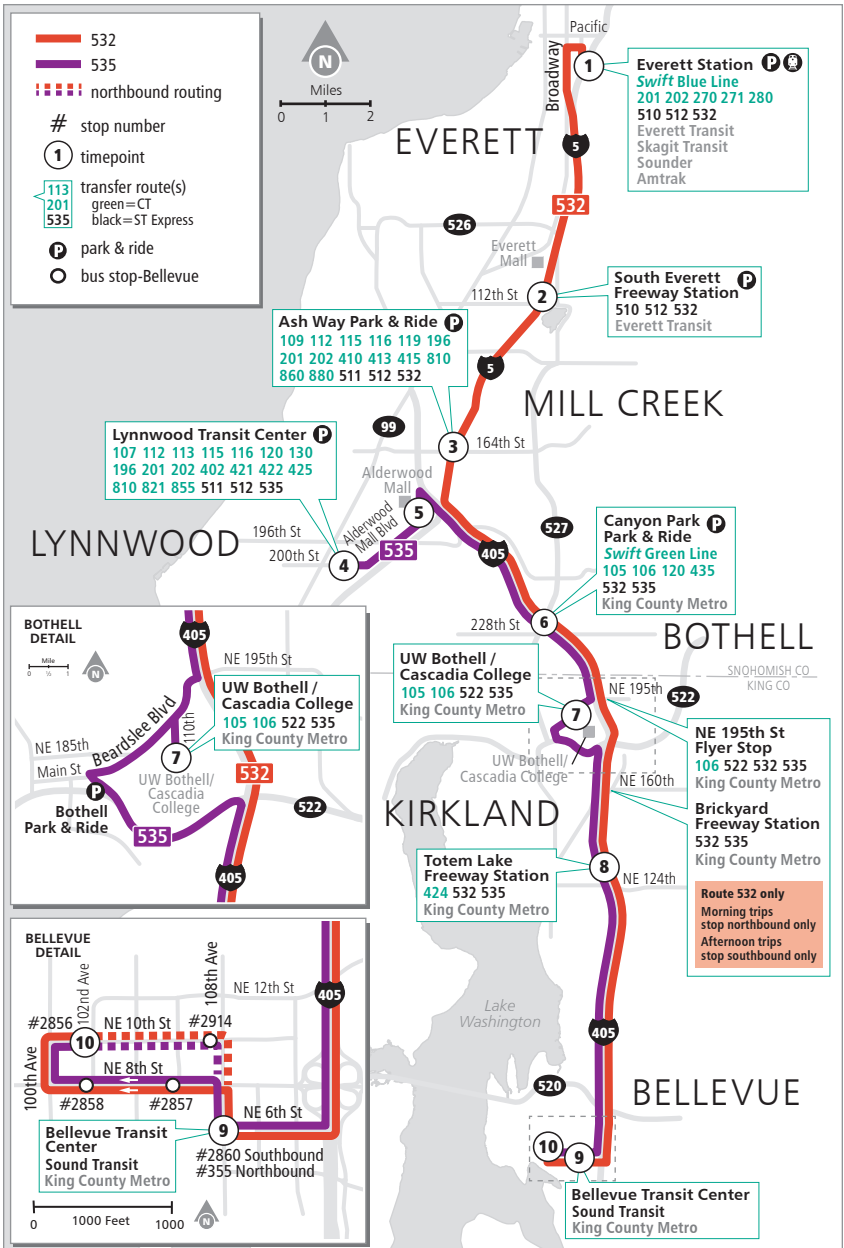 532
535
northbound routing
# stop number
1 timepoint
113
201
535
transfer route(s)
green=CT
black=ST Express
P park & ride
bus stop-Bellevue
N
Miles
0 1 2
Pacific
Broadway
1
Everett Station P
Swift Blue Line
201 202 270 271 280
510 512 532
Everett Transit
Skagit Transit
Sounder
Amtrak
EVERETT
5
532
526
Everett
Mall
112th St
2
South Everett
Freeway Station P
510 512 532
Everett Transit
Ash Way Park & Ride P
109 112 115 116 119 196
201 202 410 413 415 810
860 880 511 512 532
5
MILL CREEK
99
3
164th St
Lynnwood Transit Center P
107 112 113 115 116 120 130
196 201 202 402 421 422 425
810 821 855 511 512 535
Alderwood
Mall
5
Alderwood
Mall Blvd
535
LYNNWOOD
196th St
200th St
4
405
527
Canyon Park P
Park & Ride
Swift Green Line
105 106 120 435
532 535
King County Metro
6
228th St
BOTHELL
SNOHOMISH CO
KING CO
UW Bothell /
Cascadia College
105 106 522 535
King County Metro
NE 195th
522
7
UW Bothell/
Cascadia College
NE 195th St
Flyer Stop
106 522 532 535
King County Metro
NE 160th
Brickyard
Freeway Station
532 535
King County Metro
Route 532 only
Morning trips
stop northbound only
Afternoon trips
stop southbound only
KIRKLAND
Totem Lake
Freeway Station
424 532 535
King County Metro
8
NE 124th
Lake
Washington
405
520
BELLEVUE
10
9
Bellevue Transit Center
Sound Transit
King County Metro
BOTHELL
DETAIL
Mile
0 ½ 1
N
405
NE 195th St
UW Bothell /
Cascadia College
105 106 522 535
King County Metro
Beardslee Blvd
110th
7
NE 185th
Main St
UW Bothell/
Cascadia
College
532
P
Bothell
Park & Ride
522
535
405
BELLEVUE
DETAIL
102nd Ave
108th Ave
NE 12th St
405
#2856
NE 10th St
#2914
10
100th Ave
NE 8th St
#2858
#2857
NE 6th St
9
Bellevue Transit
Center
Sound Transit
King County Metro
#2860 Southbound
#355 Northbound
0 1000 Feet 1000
N